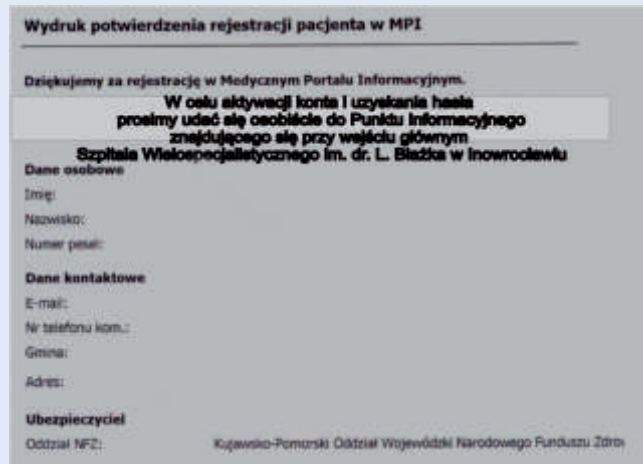 Wydruk potwierdzenia rejestracji pacjenta w MPI
Dziękujemy za rejestrację w Medycznym Portalu Informacyjnym.
W celu aktywacji konta i uzyskania hasła
prosimy udać się osobiście do Punktu Informacyjnego
znajdującego się przy wejściu głównym
Szpitala Wielospecjalistycznego im. dr. L. Błażka w Inowrocławiu
Dane osobowe
Imię:
Nazwisko:
Numer pesel:
Dane kontaktowe
E-mail:
Nr telefonu kom.:
Gmina:
Adres:
Ubezpieczyciel
Oddział NFZ: Kujawsko-Pomorski Oddział Wojewódzki Narodowego Funduszu Zdrow